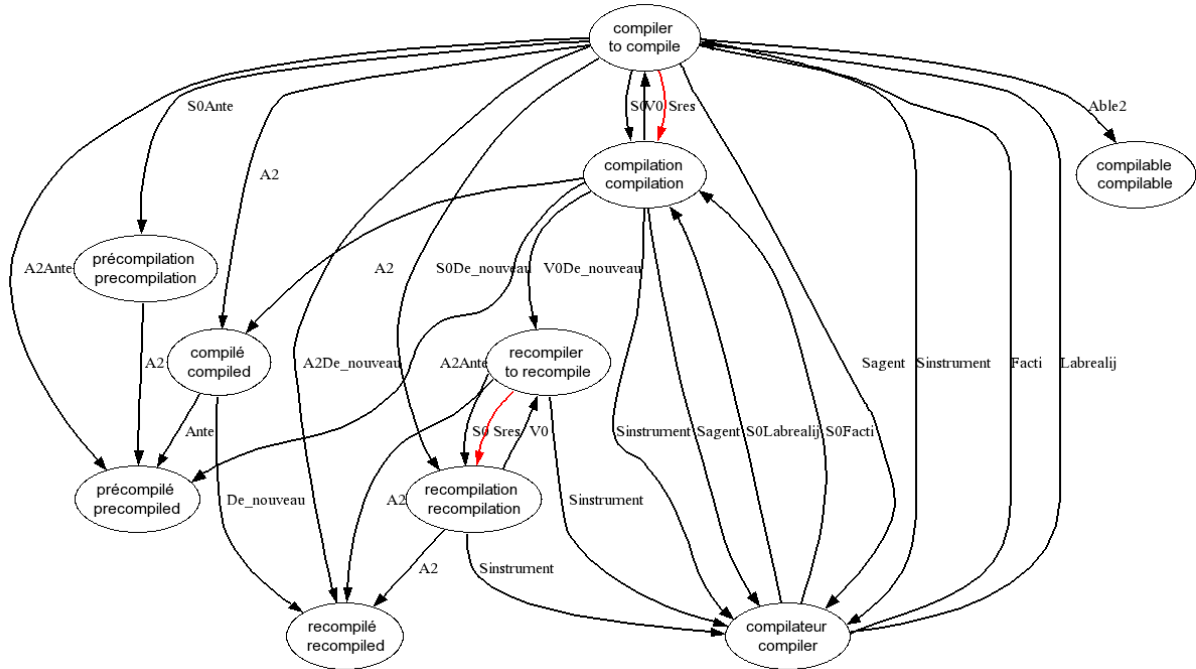 compiler
to compile
S0Ante
S0
V0
Sres
Able2
compilation
compilation
compilable
compilable
A2
précompilation
precompilation
A2Ante
A2
S0De_nouveau
V0De_nouveau
compilé
compiled
recompiler
to recompile
A2
A2De_nouveau
A2Ante
Sagent
Sinstrument
Facti
Labrealij
Ante
S0
Sres
V0
Sinstrument
Sagent
S0Labrealij
S0Facti
précompilé
precompiled
De_nouveau
A2
recompilation
recompilation
Sinstrument
A2
Sinstrument
recompilé
recompiled
compilateur
compiler